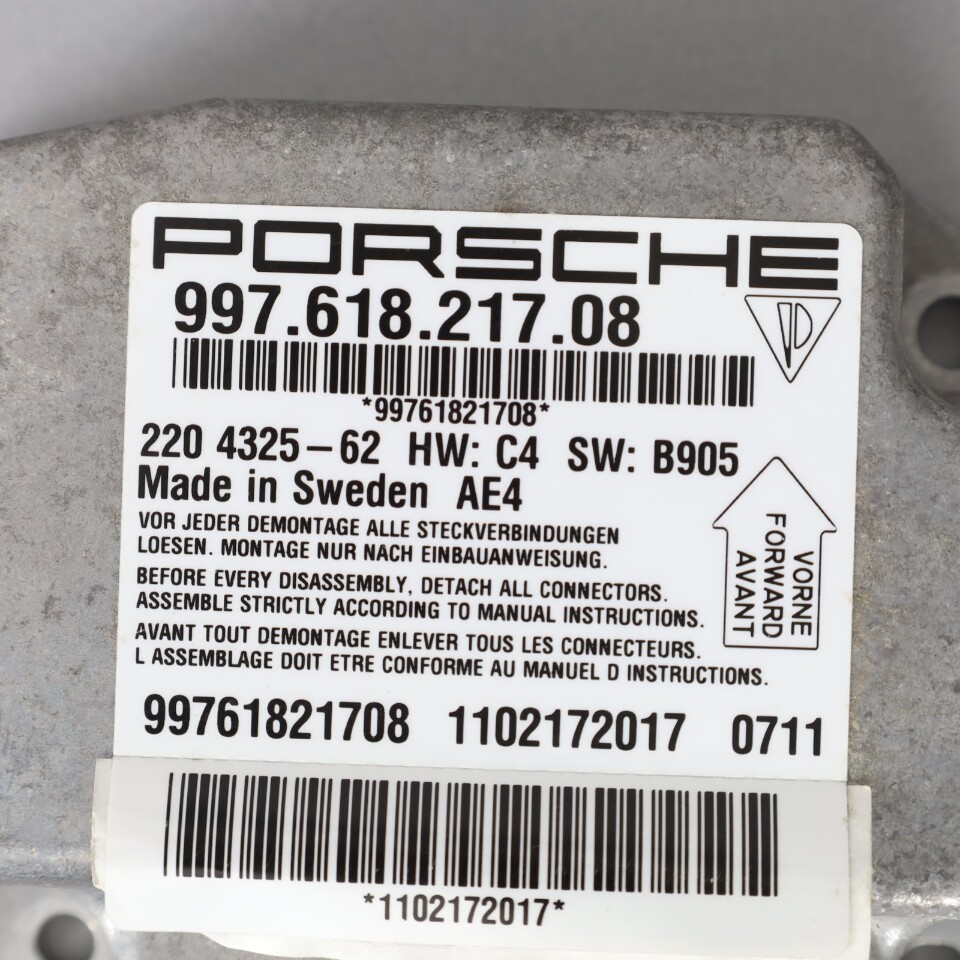 PORSCHE
997.618.217.08
*99761821708*
220 4325-62 HW: C4 SW: B905
Made in Sweden AE4
VOR JEDER DEMONTAGE ALLE STECKVERBINDUNGEN
LOESEN. MONTAGE NUR NACH EINBAUANWEISUNG.
BEFORE EVERY DISASSEMBLY, DETACH ALL CONNECTORS.
ASSEMBLE STRICTLY ACCORDING TO MANUAL INSTRUCTIONS.
AVANT TOUT DEMONTAGE ENLEVER TOUS LES CONNECTEURS.
L ASSEMBLAGE DOIT ETRE CONFORME AU MANUEL D INSTRUCTIONS.
VORNE
FORWARD
AVANT
99761821708 1102172017 0711
*1102172017*